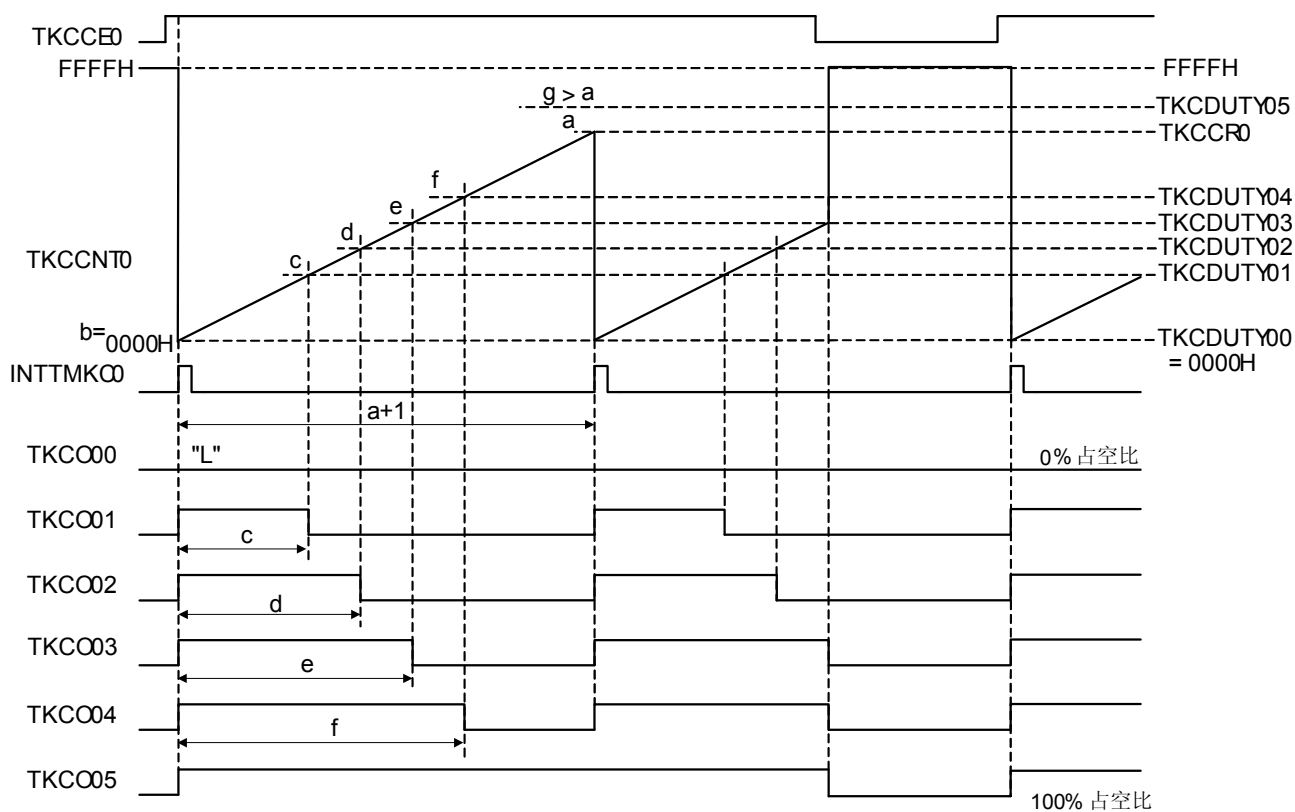 TKCCE0
FFFFH
FFFFH
g > a
TKCDUTY05
a
TKCCR0
f
TKCDUTY04
e
TKCDUTY03
d
TKCDUTY02
TKCCNT0
c
TKCDUTY01
b=0000H
TKCDUTY00
= 0000H
INTTMKC0
a+1
TKCO00
"L"
0% 占空比
TKCO01
c
TKCO02
d
TKCO03
e
TKCO04
f
TKCO05
100% 占空比